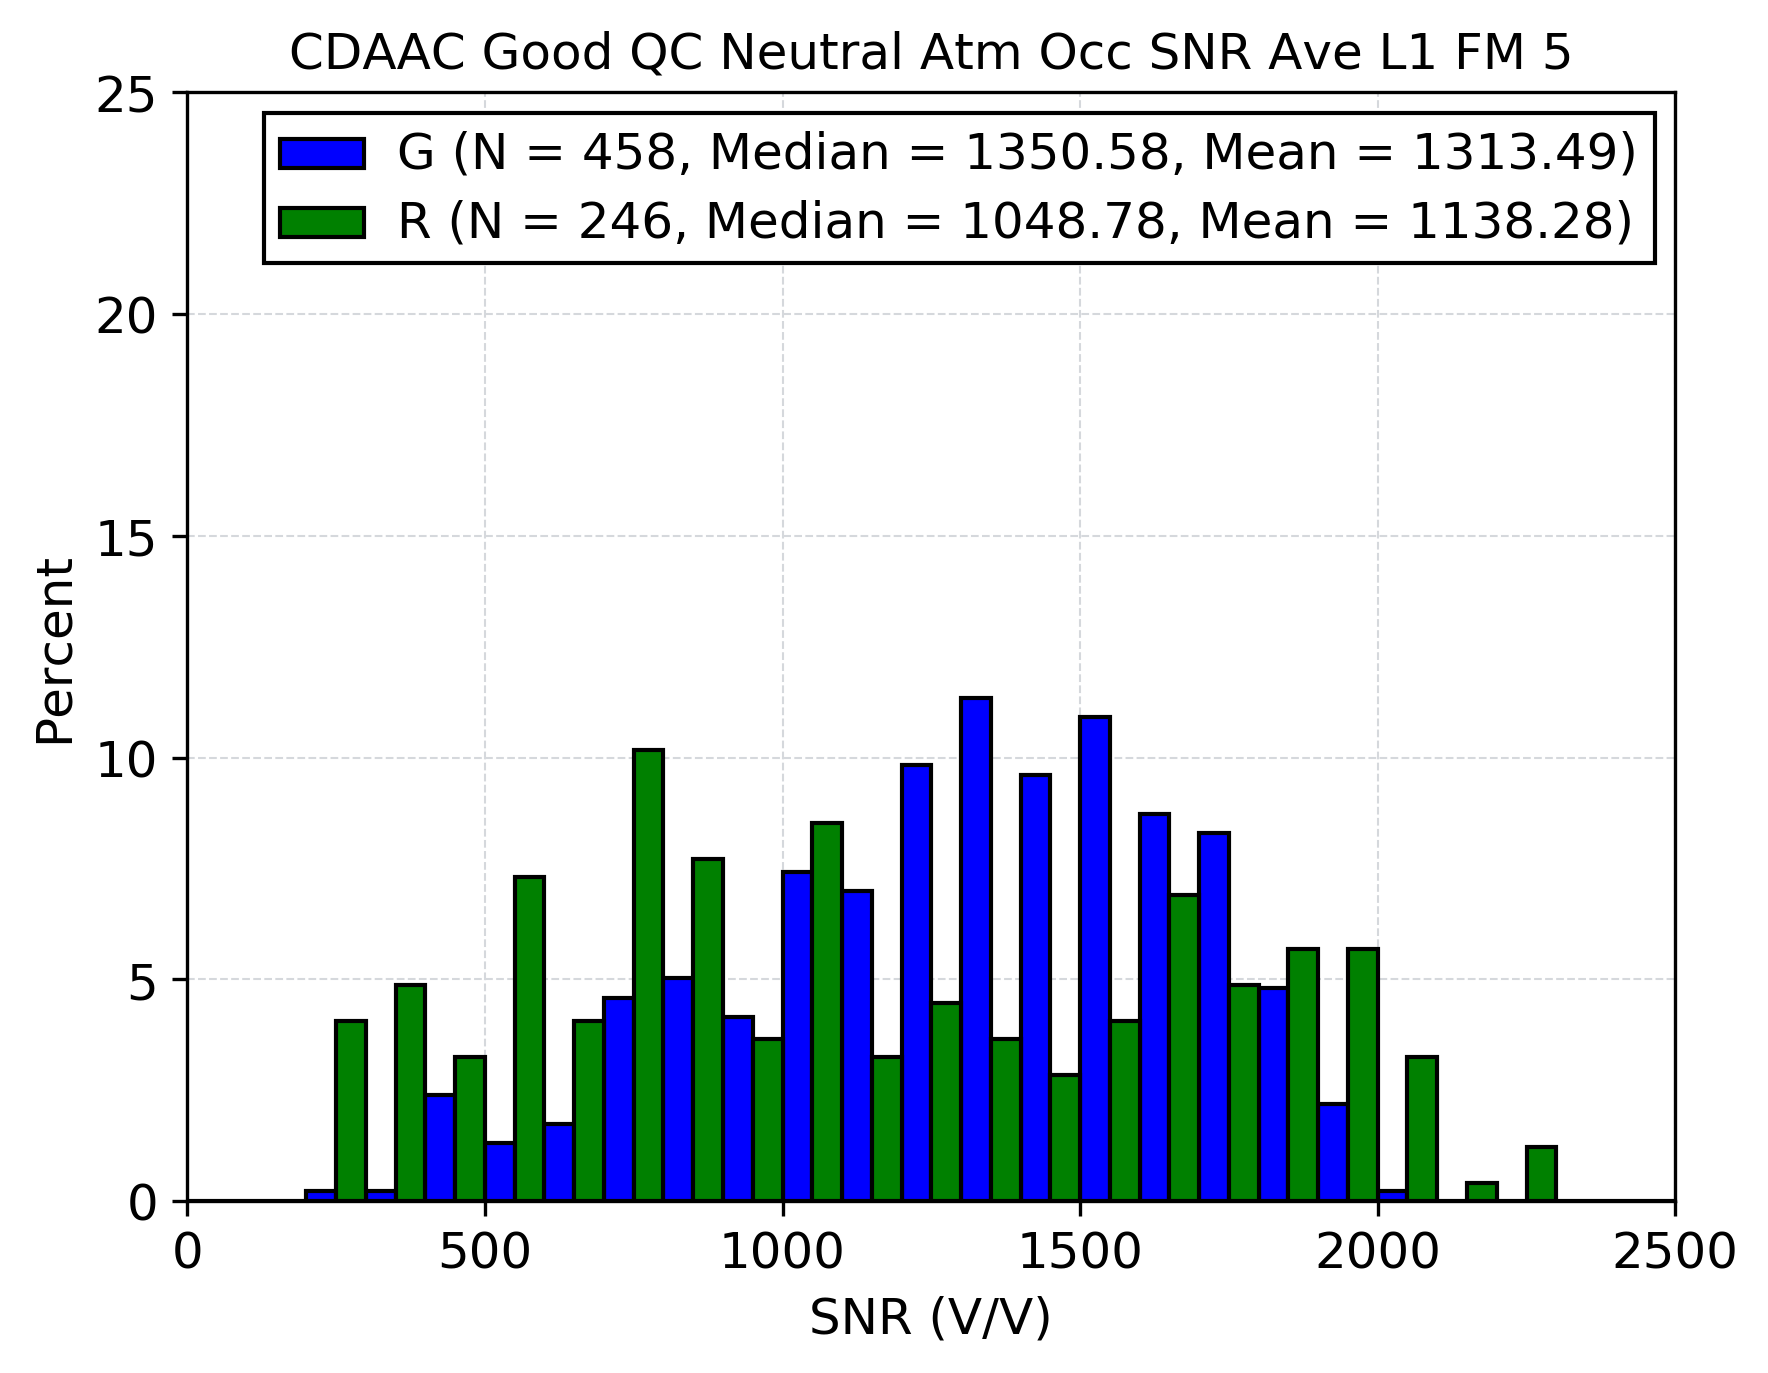 CDAAC Good QC Neutral Atm Occ SNR Ave L1 FM 5
G (N = 458, Median = 1350.58, Mean = 1313.49)
R (N = 246, Median = 1048.78, Mean = 1138.28)
25
20
15
10
5
0
Percent
0 500 1000 1500 2000 2500
SNR (V/V)